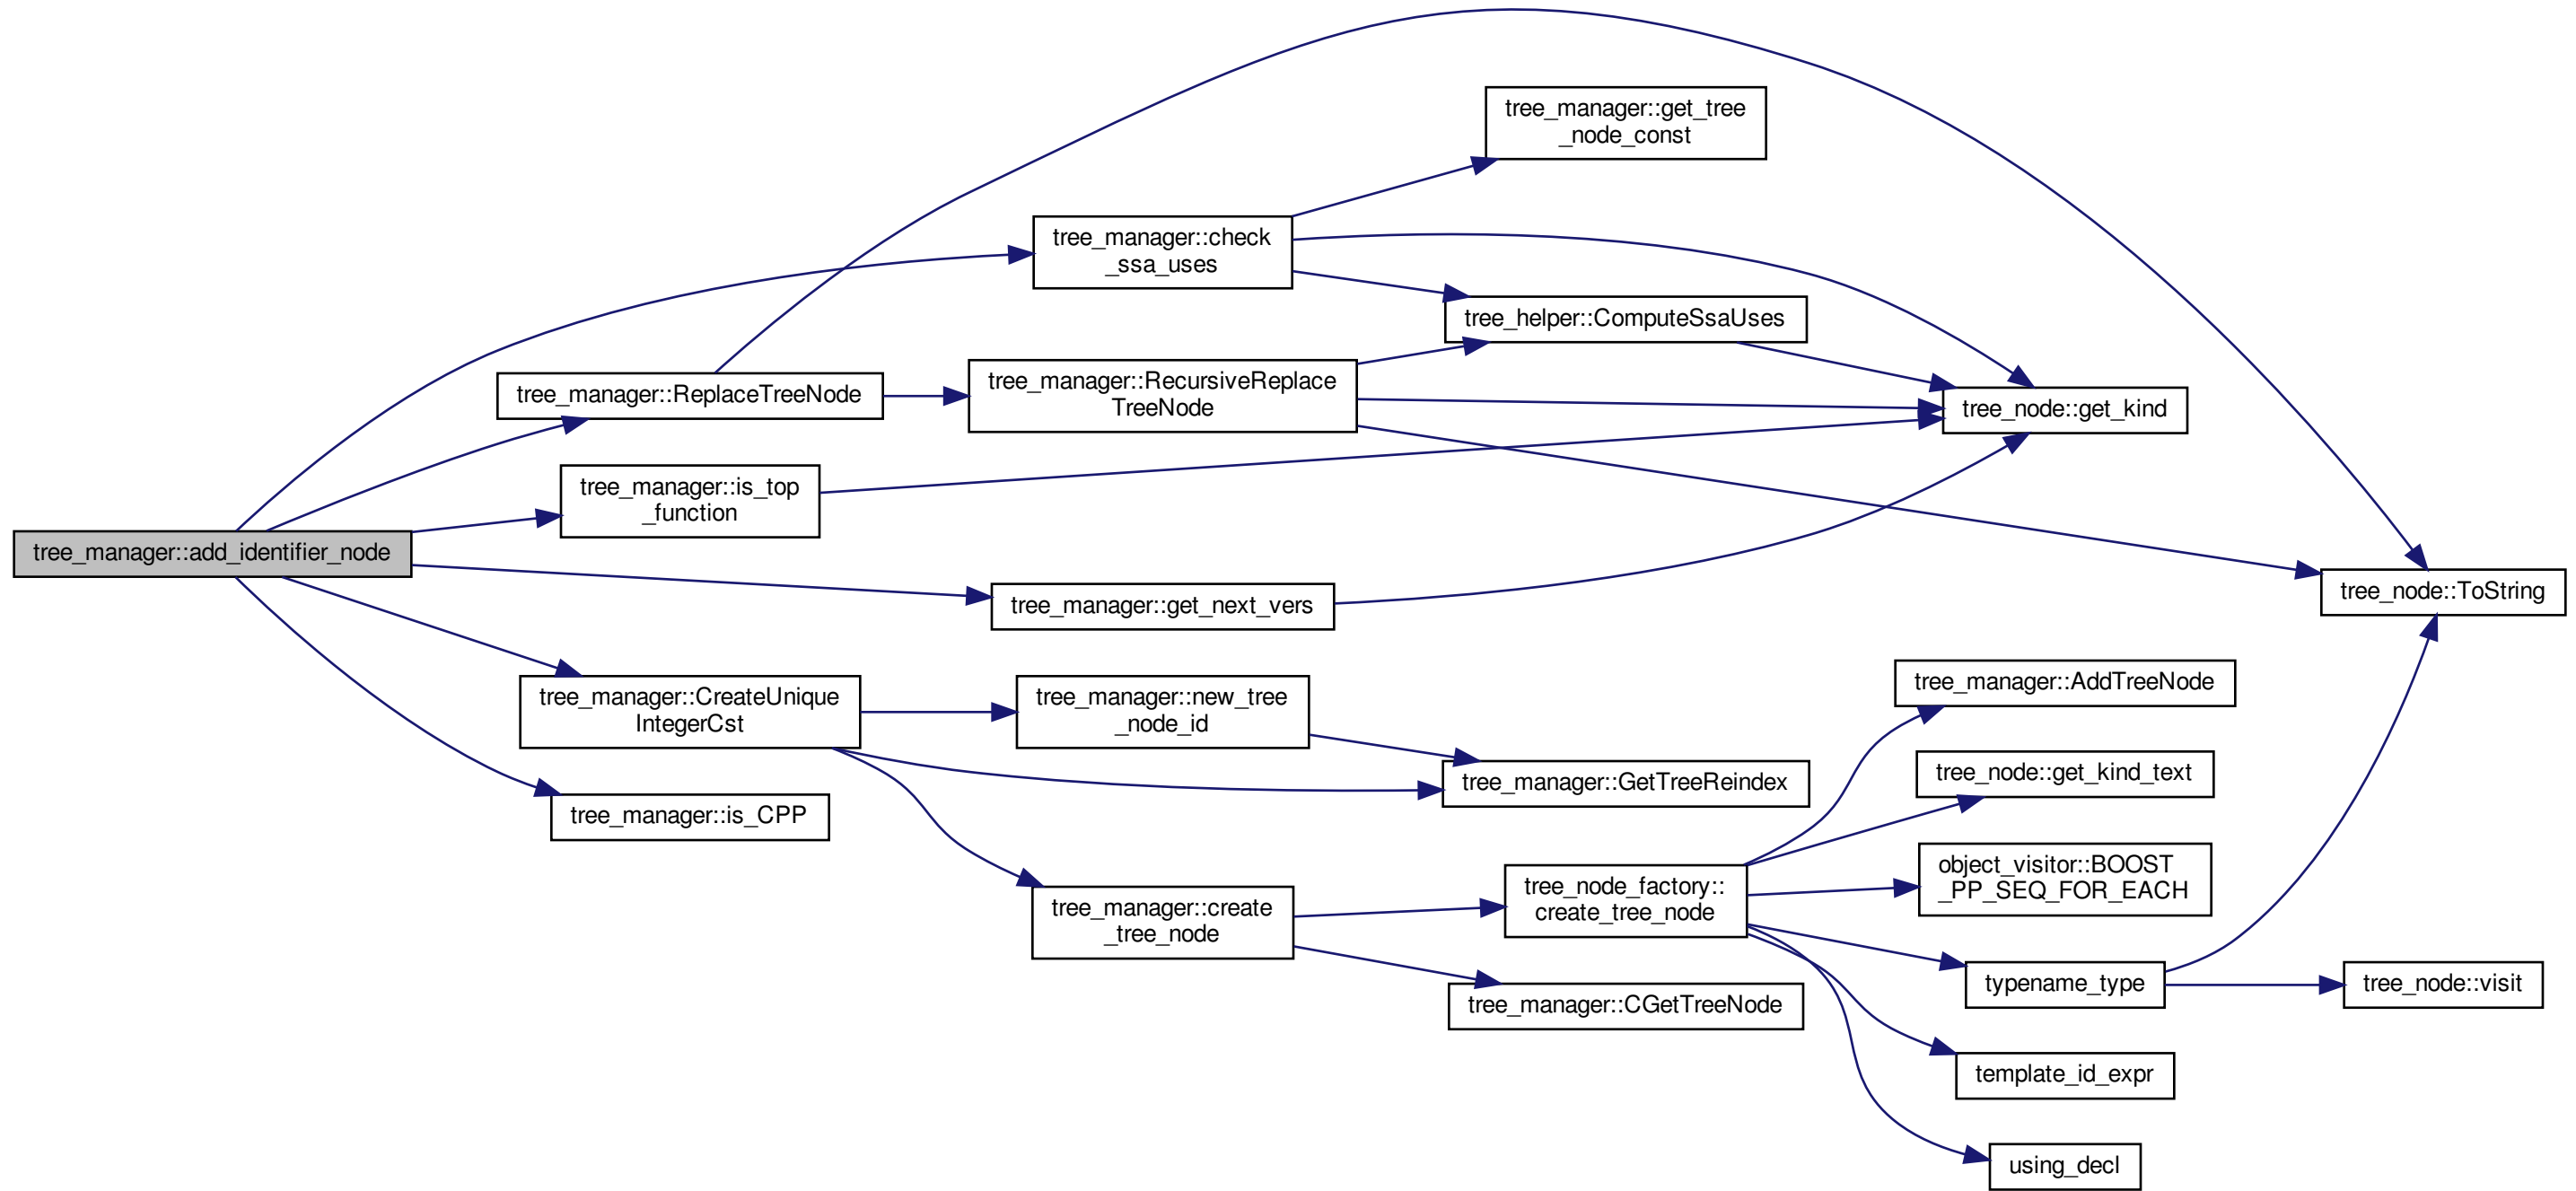 tree_manager::get_tree
_node_const
tree_manager::check
_ssa_uses
tree_helper::ComputeSsaUses
tree_manager::ReplaceTreeNode
tree_manager::RecursiveReplace
TreeNode
tree_node::get_kind
tree_manager::is_top
_function
tree_manager::add_identifier_node
tree_manager::get_next_vers
tree_node::ToString
tree_manager::CreateUnique
IntegerCst
tree_manager::new_tree
_node_id
tree_manager::AddTreeNode
tree_manager::GetTreeReindex
tree_node::get_kind_text
tree_manager::is_CPP
tree_manager::create
_tree_node
tree_node_factory::
create_tree_node
object_visitor::BOOST
_PP_SEQ_FOR_EACH
tree_manager::CGetTreeNode
typename_type
tree_node::visit
template_id_expr
using_decl